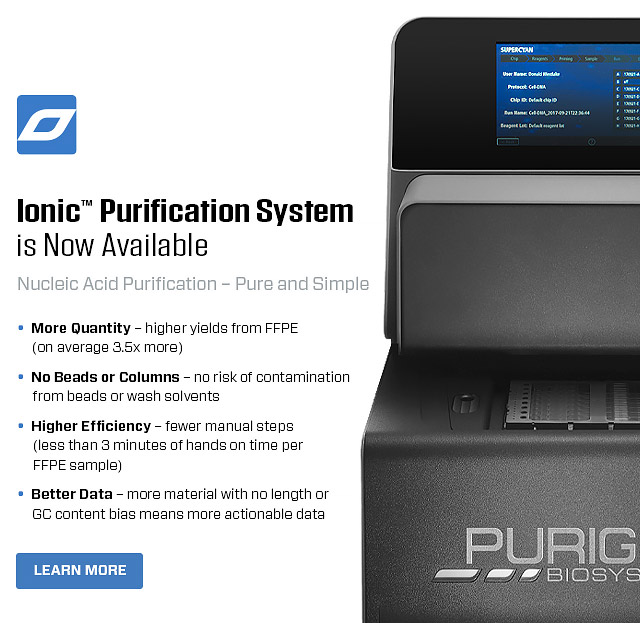 Ionic™ Purification System
is Now Available
Nucleic Acid Purification – Pure and Simple
• More Quantity – higher yields from FFPE
(on average 3.5x more)
• No Beads or Columns – no risk of contamination
from beads or wash solvents
• Higher Efficiency – fewer manual steps
(less than 3 minutes of hands on time per
FFPE sample)
• Better Data – more material with no length or
GC content bias means more actionable data
LEARN MORE
SUPERCYAN
Chip Reagents Printing Sample
User Name: Donald Westlake
Protocol: Cell-DNA
Chip ID: Default chip ID
Run Name: Cell-DNA_2017-09-21T22:36:44
Reagent Lot: Default reagent lot
PURIG
BIOSYS